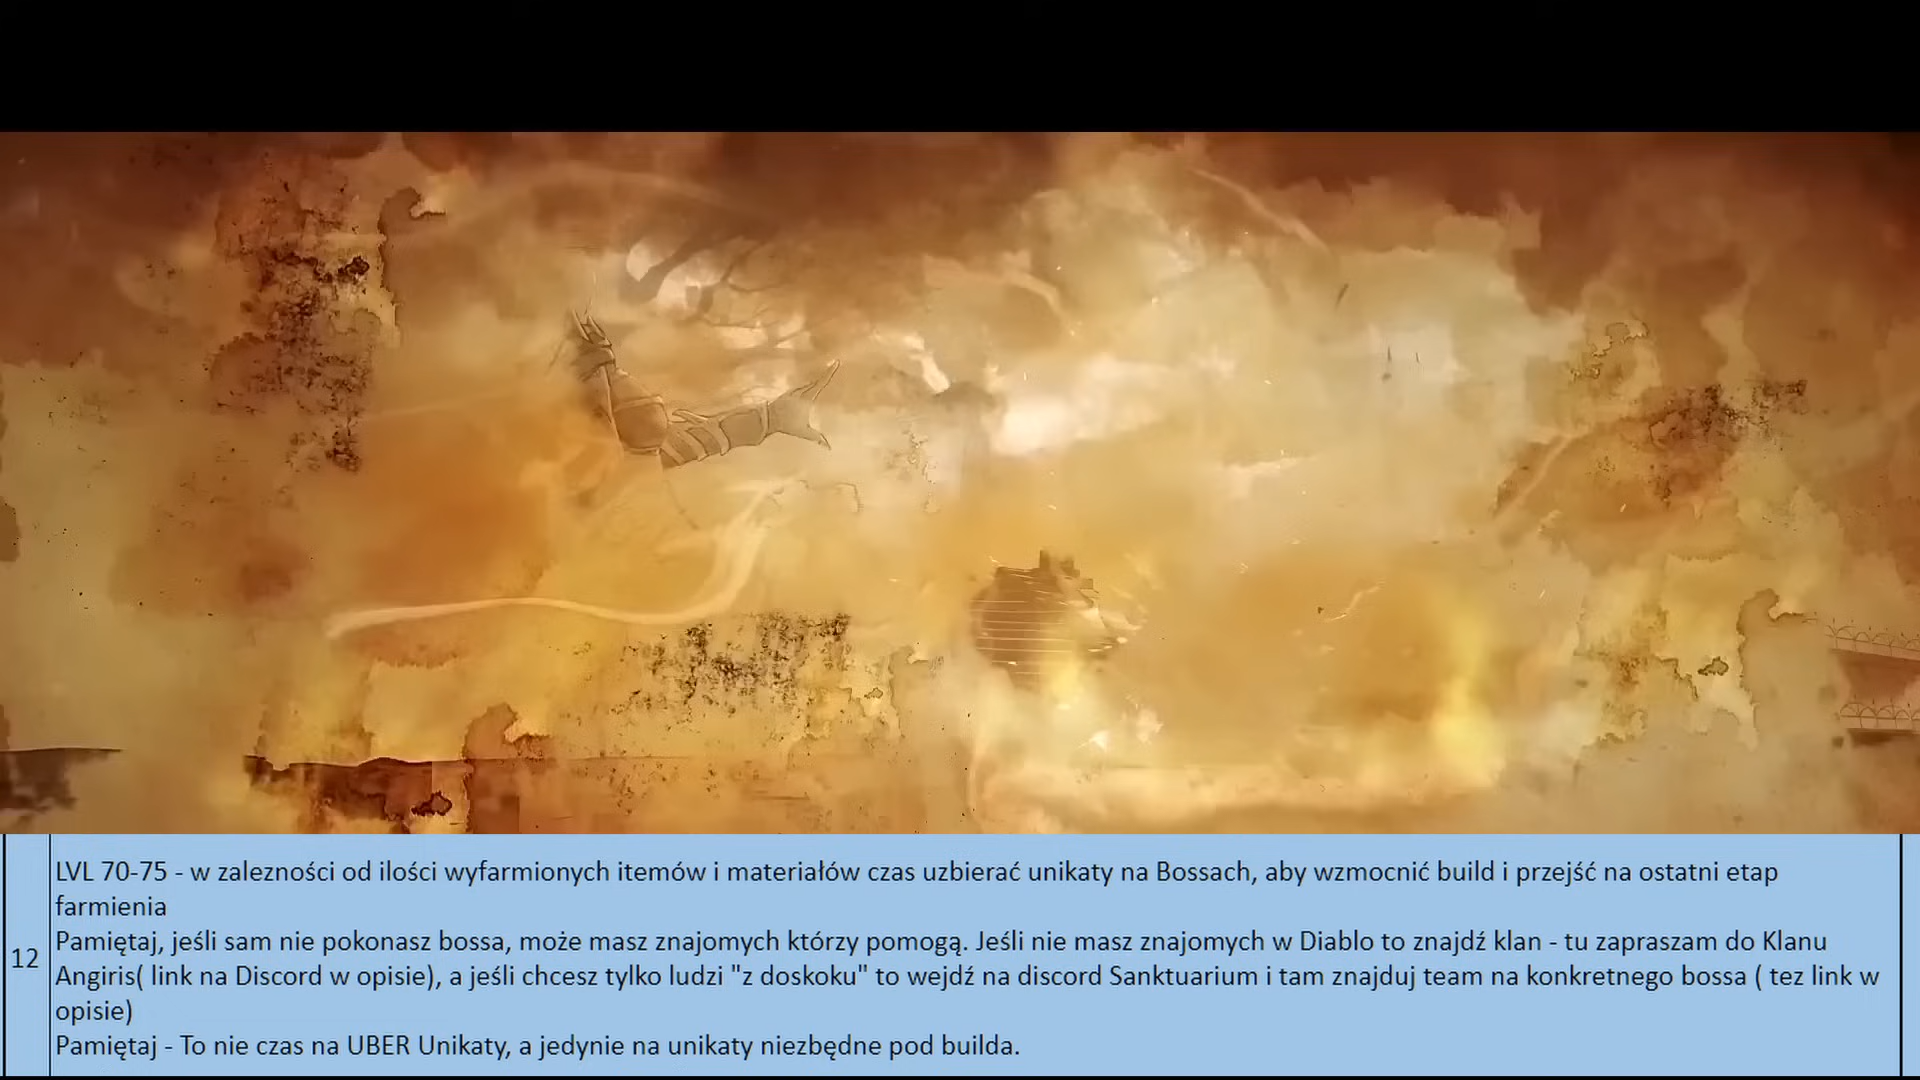 LVL 70-75 - w zalezności od ilości wyfarmionych itemów i materiałów czas uzbierać unikaty na Bossach, aby wzmocnić build i przejść na ostatni etap
farmienia
Pamiętaj, jeśli sam nie pokonasz bossa, może masz znajomych którzy pomogą. Jeśli nie masz znajomych w Diablo to znajdź klan - tu zapraszam do Klanu
12
Angiris( link na Discord w opisie), a jeśli chcesz tylko ludzi "z doskoku" to wejdź na discord Sanktuarium i tam znajduj team na konkretnego bossa ( tez link w
opisie)
Pamiętaj - To nie czas na UBER Unikaty, a jedynie na unikaty niezbędne pod builda.